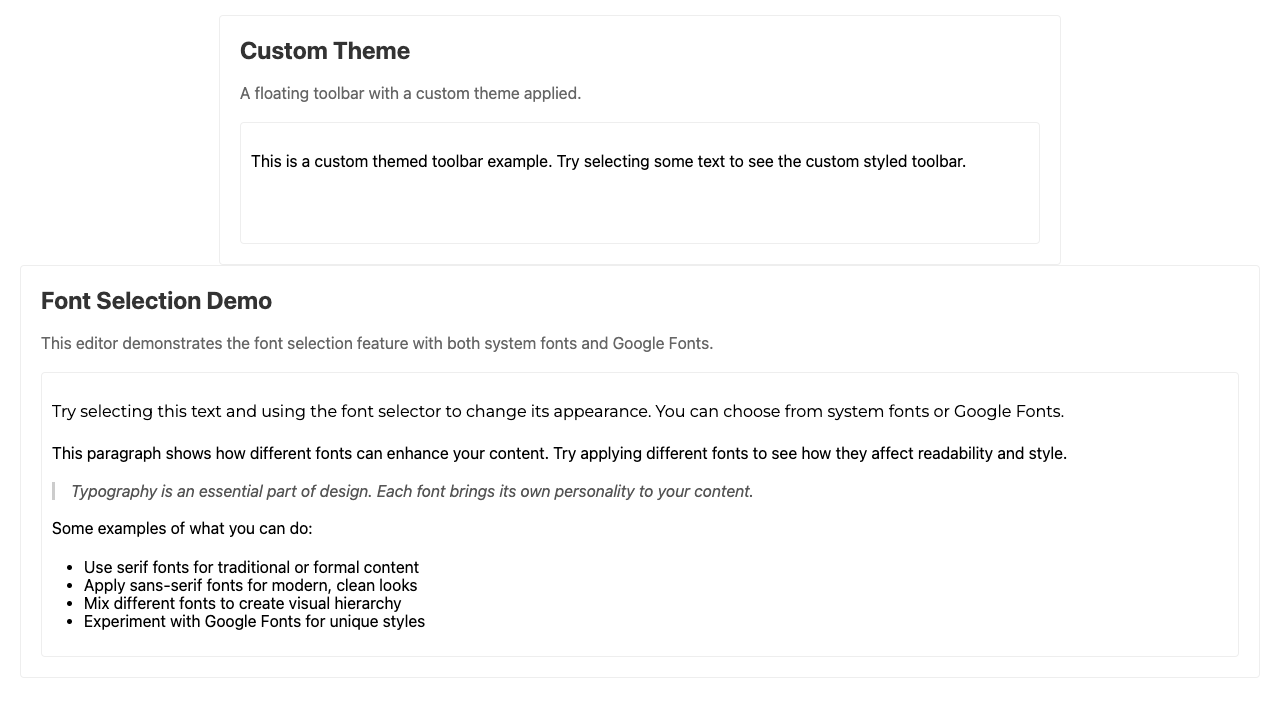 Custom Theme
A floating toolbar with a custom theme applied.
This is a custom themed toolbar example. Try selecting some text to see the custom styled toolbar.
Font Selection Demo
This editor demonstrates the font selection feature with both system fonts and Google Fonts.
Try selecting this text and using the font selector to change its appearance. You can choose from system fonts or Google Fonts.
This paragraph shows how different fonts can enhance your content. Try applying different fonts to see how they affect readability and style.
Typography is an essential part of design. Each font brings its own personality to your content.
Some examples of what you can do:
• Use serif fonts for traditional or formal content
• Apply sans-serif fonts for modern, clean looks
• Mix different fonts to create visual hierarchy
• Experiment with Google Fonts for unique styles